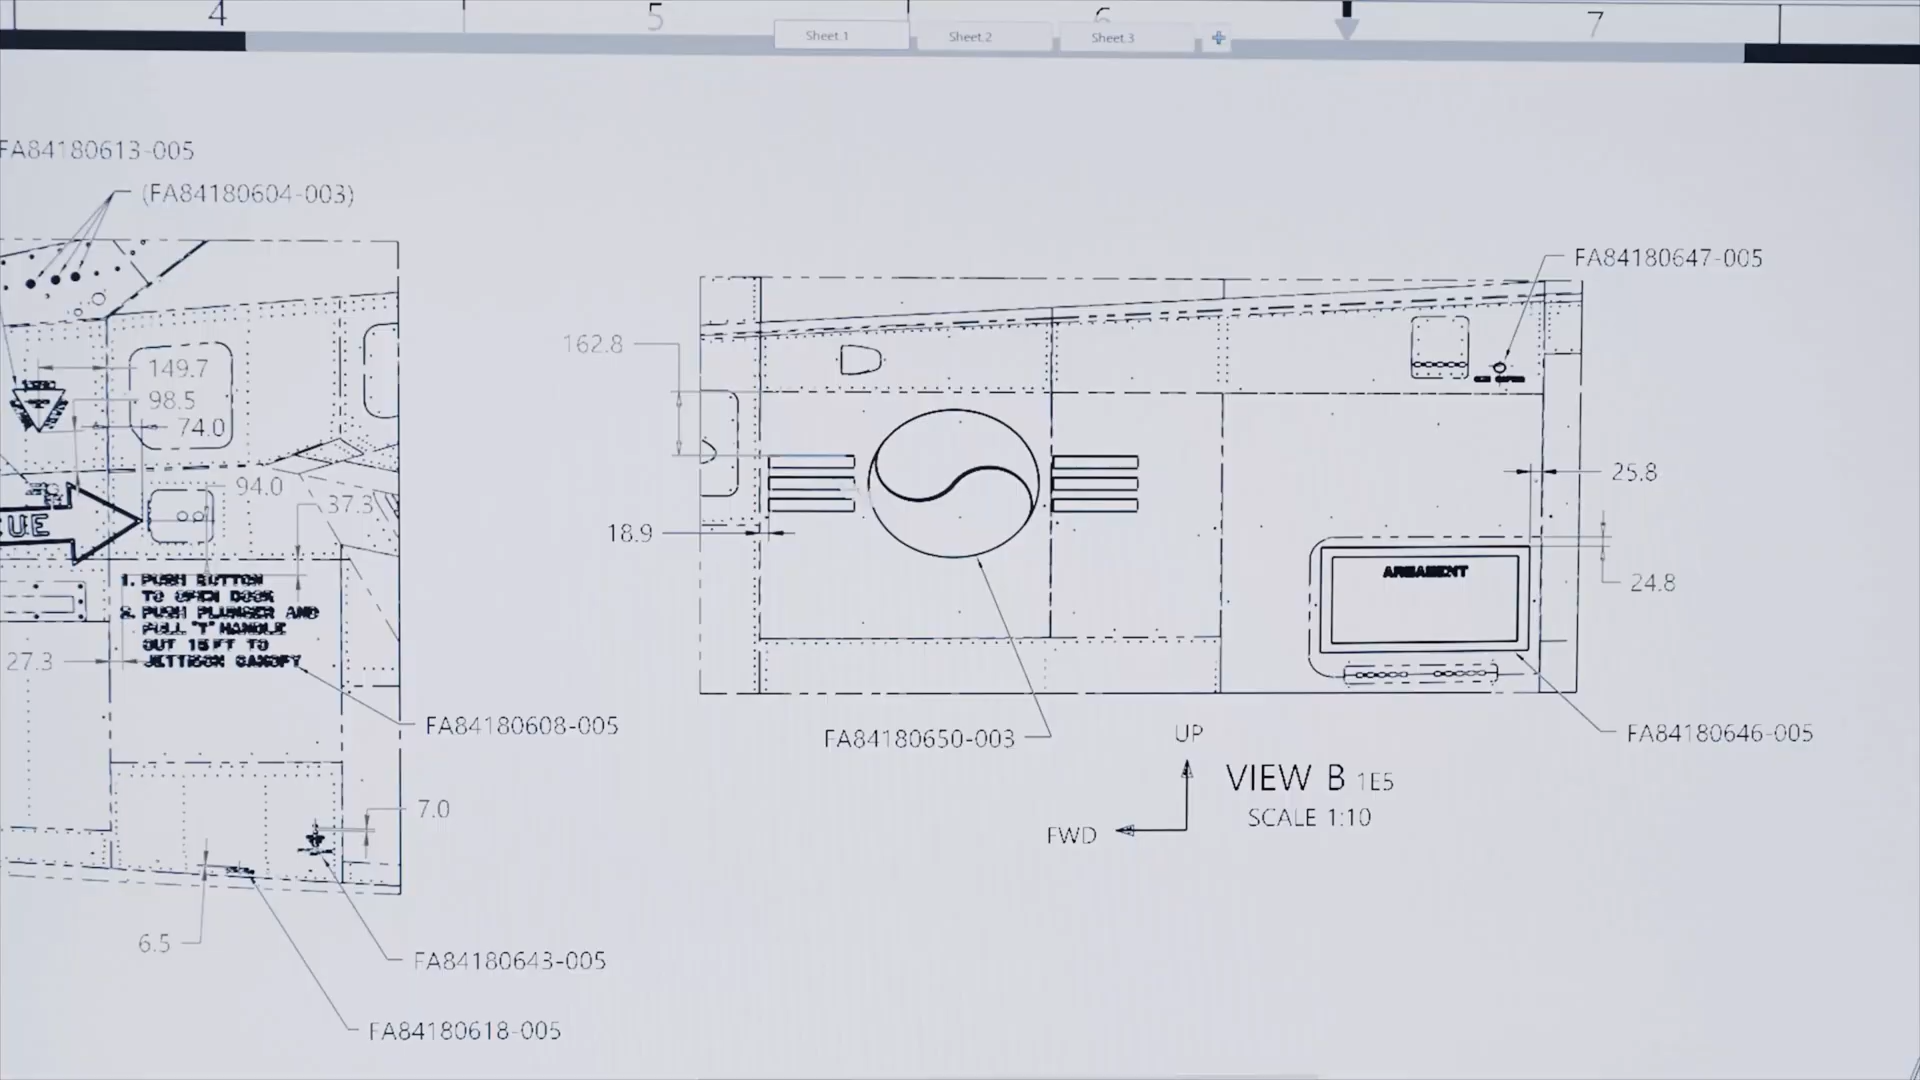 4
5
6
7
Sheet.1
Sheet.2
Sheet.3
FA84180613-005
(FA84180604-003)
149.7
98.5
74.0
94.0
37.3
UE
1. PUSH BUTTON
TO OPEN DOOR
2. PUSH PLUNGER AND
PULL "T" HANDLE
OUT 15 FT TO
JETTISON CANOPY
27.3
FA84180608-005
7.0
6.5
FA84180643-005
FA84180618-005
FA84180647-005
162.8
18.9
25.8
24.8
ARMAMENT
FA84180650-003
FA84180646-005
UP
FWD
VIEW B 1E5
SCALE 1:10